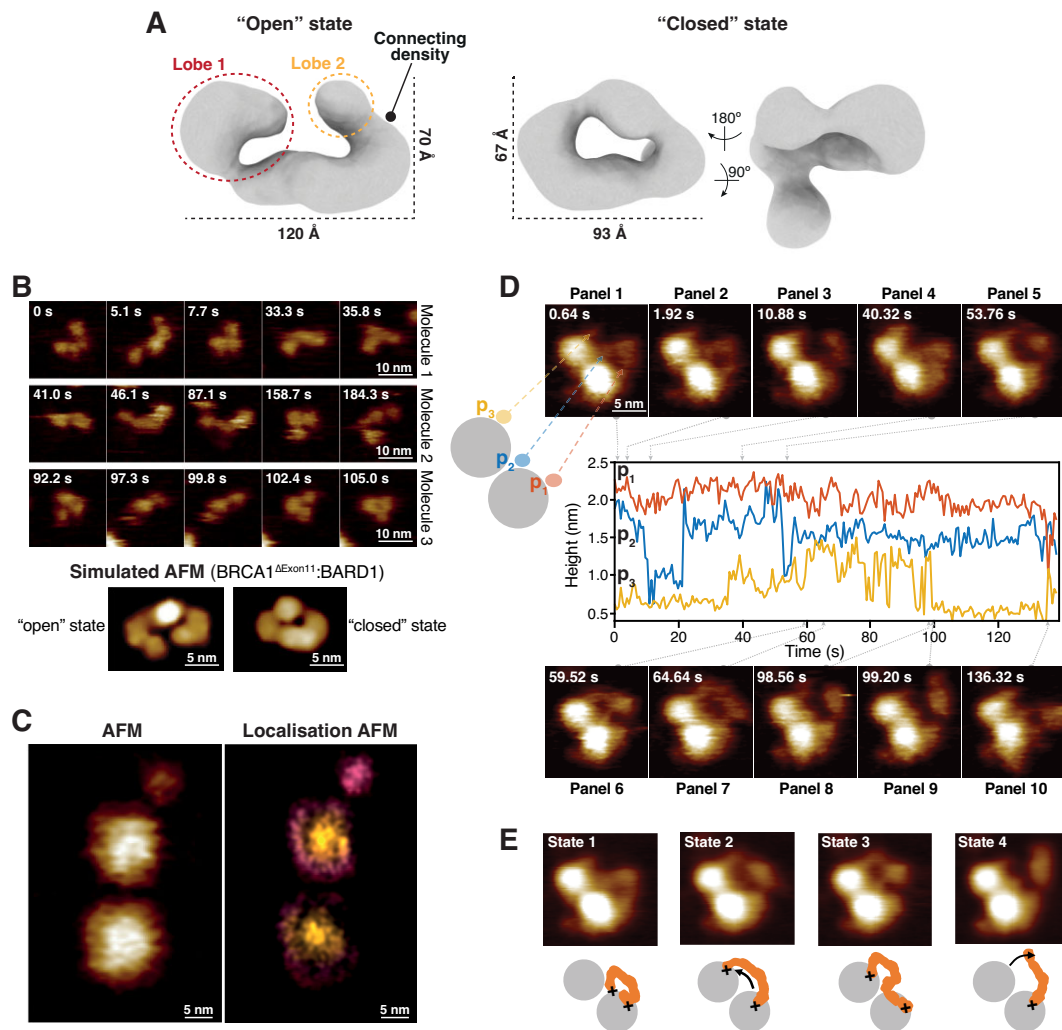 A
“Open” state
“Closed” state
Lobe 1
Lobe 2
Connecting
density
70 Å
120 Å
67 Å
93 Å
180º
90º
B
0 s
5.1 s
7.7 s
33.3 s
35.8 s
10 nm
Molecule 1
41.0 s
46.1 s
87.1 s
158.7 s
184.3 s
10 nm
Molecule 2
92.2 s
97.3 s
99.8 s
102.4 s
105.0 s
10 nm
Molecule 3
Simulated AFM (BRCA1ΔExon11:BARD1)
“open” state
5 nm
5 nm
“closed” state
C
AFM
Localisation AFM
5 nm
5 nm
D
Panel 1
Panel 2
Panel 3
Panel 4
Panel 5
0.64 s
1.92 s
10.88 s
40.32 s
53.76 s
5 nm
p3
p2
p1
2.5
2.0
1.5
1.0
0.5
Height (nm)
p1
p2
p3
0
20
40
60
80
100
120
Time (s)
59.52 s
64.64 s
98.56 s
99.20 s
136.32 s
Panel 6
Panel 7
Panel 8
Panel 9
Panel 10
E
State 1
State 2
State 3
State 4